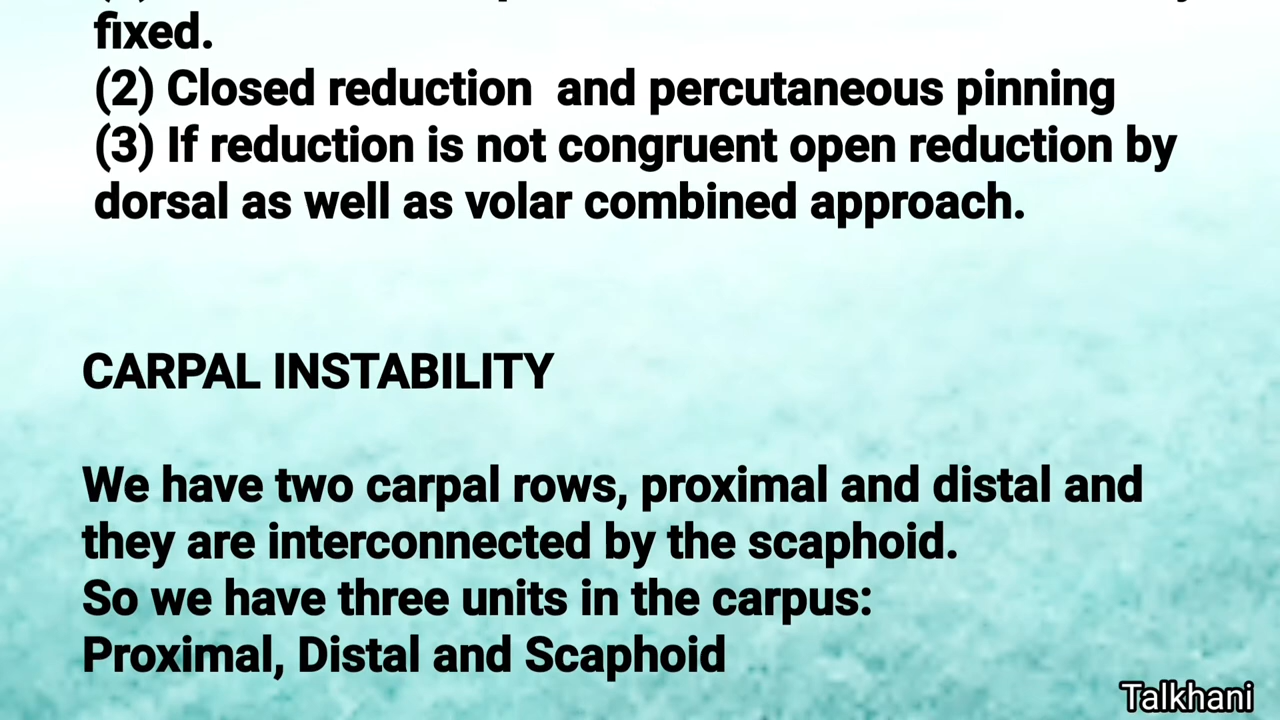 fixed.
(2) Closed reduction  and percutaneous pinning
(3) If reduction is not congruent open reduction by
dorsal as well as volar combined approach.
CARPAL INSTABILITY
We have two carpal rows, proximal and distal and
they are interconnected by the scaphoid.
So we have three units in the carpus:
Proximal, Distal and Scaphoid
Talkhani